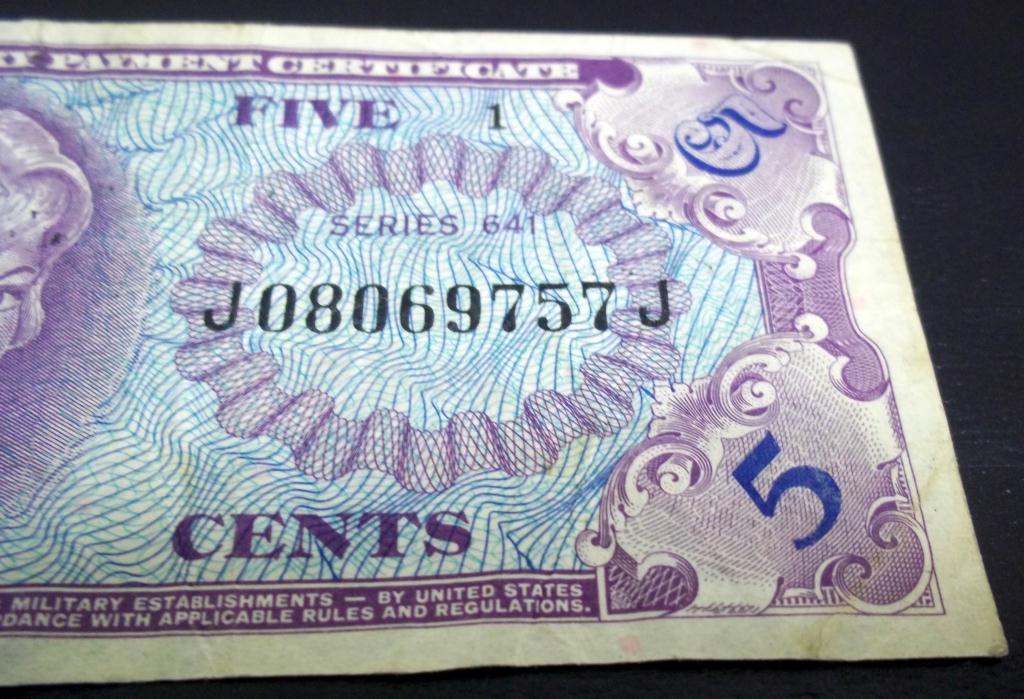 PAYMENT CERTIFICATE
FIVE 1
5
SERIES 641
J08069757J
5
CENTS
MILITARY ESTABLISHMENTS — BY UNITED STATES
DANCE WITH APPLICABLE RULES AND REGULATIONS.